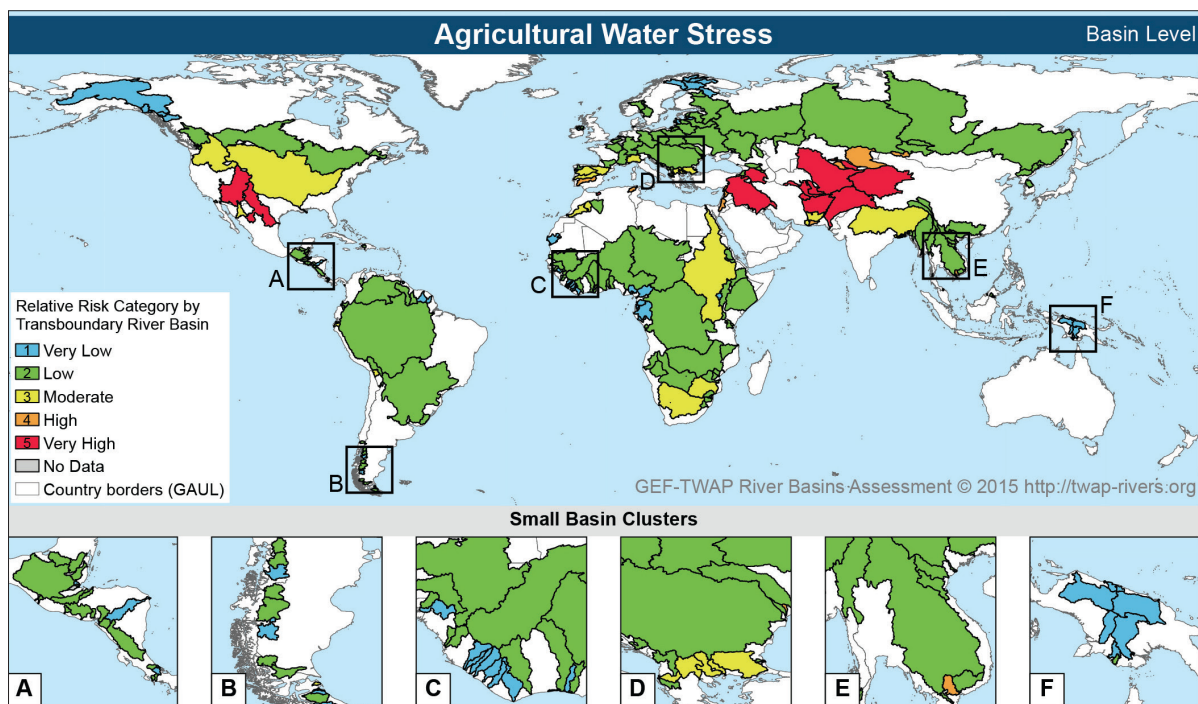 Agricultural Water Stress
Basin Level
A
B
C
D
E
F
Relative Risk Category by
Transboundary River Basin
1 Very Low
2 Low
3 Moderate
4 High
5 Very High
No Data
Country borders (GAUL)
GEF-TWAP River Basins Assessment © 2015 http://twap-rivers.org
Small Basin Clusters
A
B
C
D
E
F